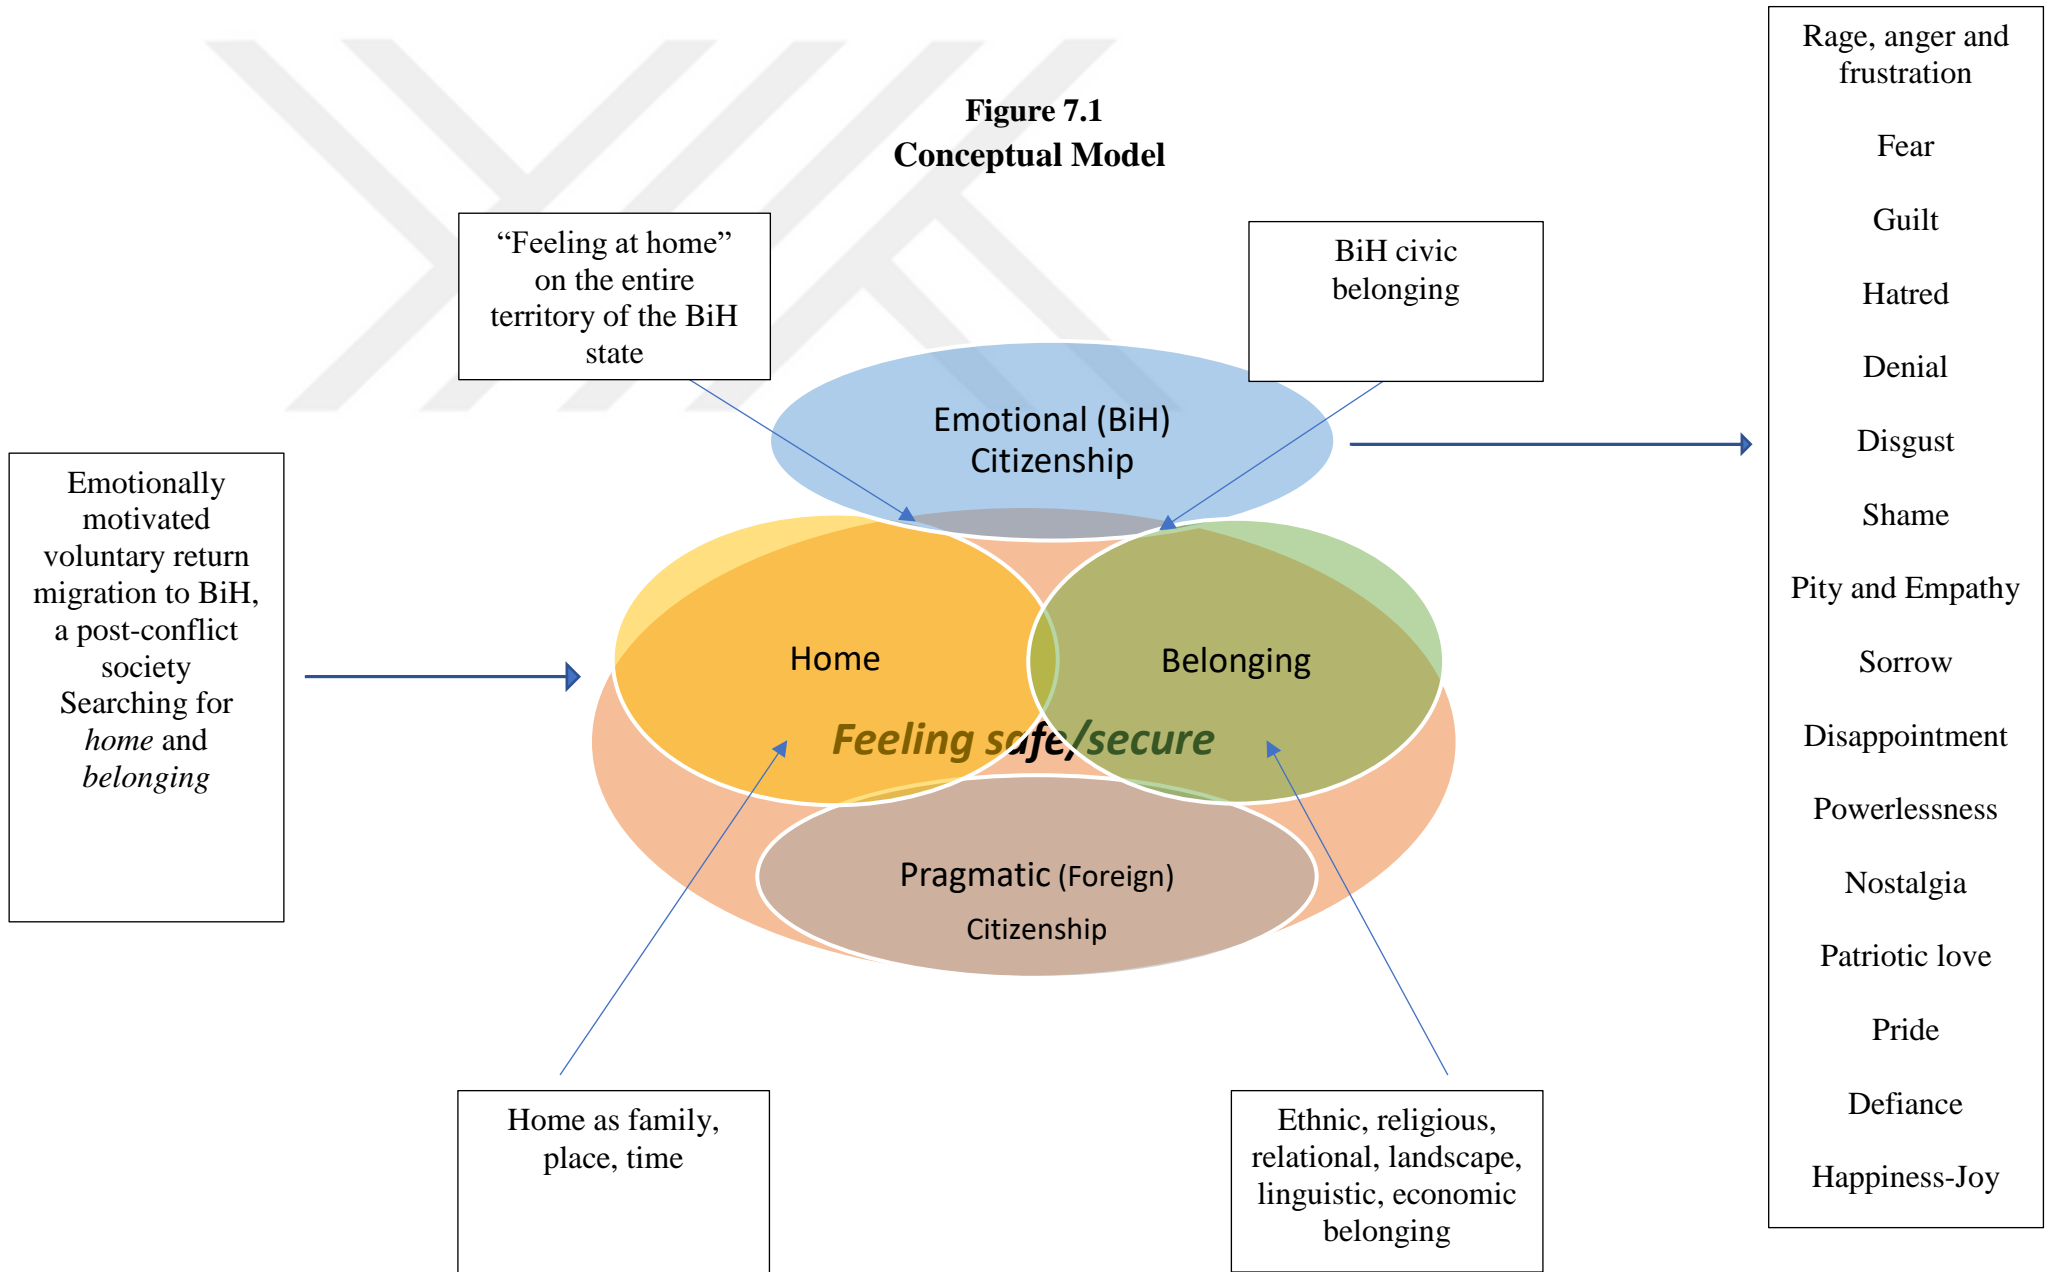 Figure 7.1
Conceptual Model
“Feeling at home”
on the entire
territory of the BiH
state
BiH civic
belonging
Emotional (BiH)
Citizenship
Emotionally
motivated
voluntary return
migration to BiH,
a post-conflict
society
Searching for
home and
belonging
Home
Belonging
Feeling safe/secure
Pragmatic (Foreign)
Citizenship
Home as family,
place, time
Ethnic, religious,
relational, landscape,
linguistic, economic
belonging
Rage, anger and
frustration
Fear
Guilt
Hatred
Denial
Disgust
Shame
Pity and Empathy
Sorrow
Disappointment
Powerlessness
Nostalgia
Patriotic love
Pride
Defiance
Happiness-Joy